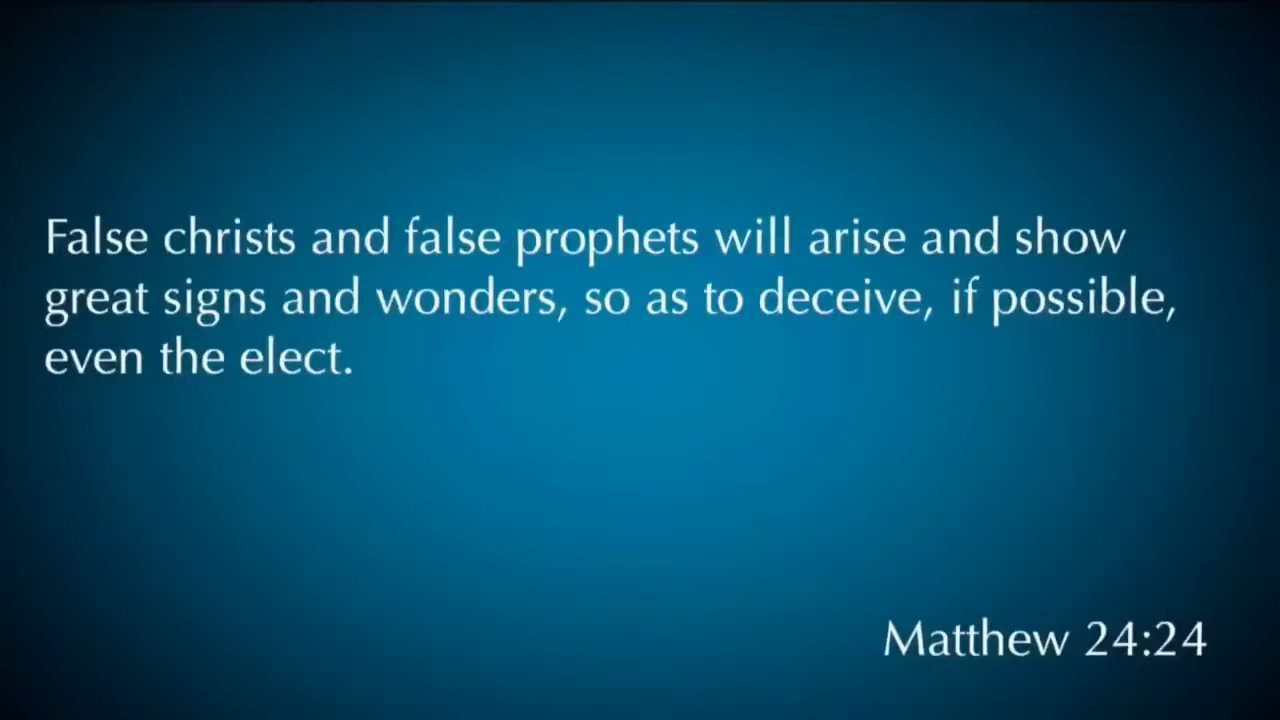 False christs and false prophets will arise and show
great signs and wonders, so as to deceive, if possible,
even the elect.
Matthew 24:24